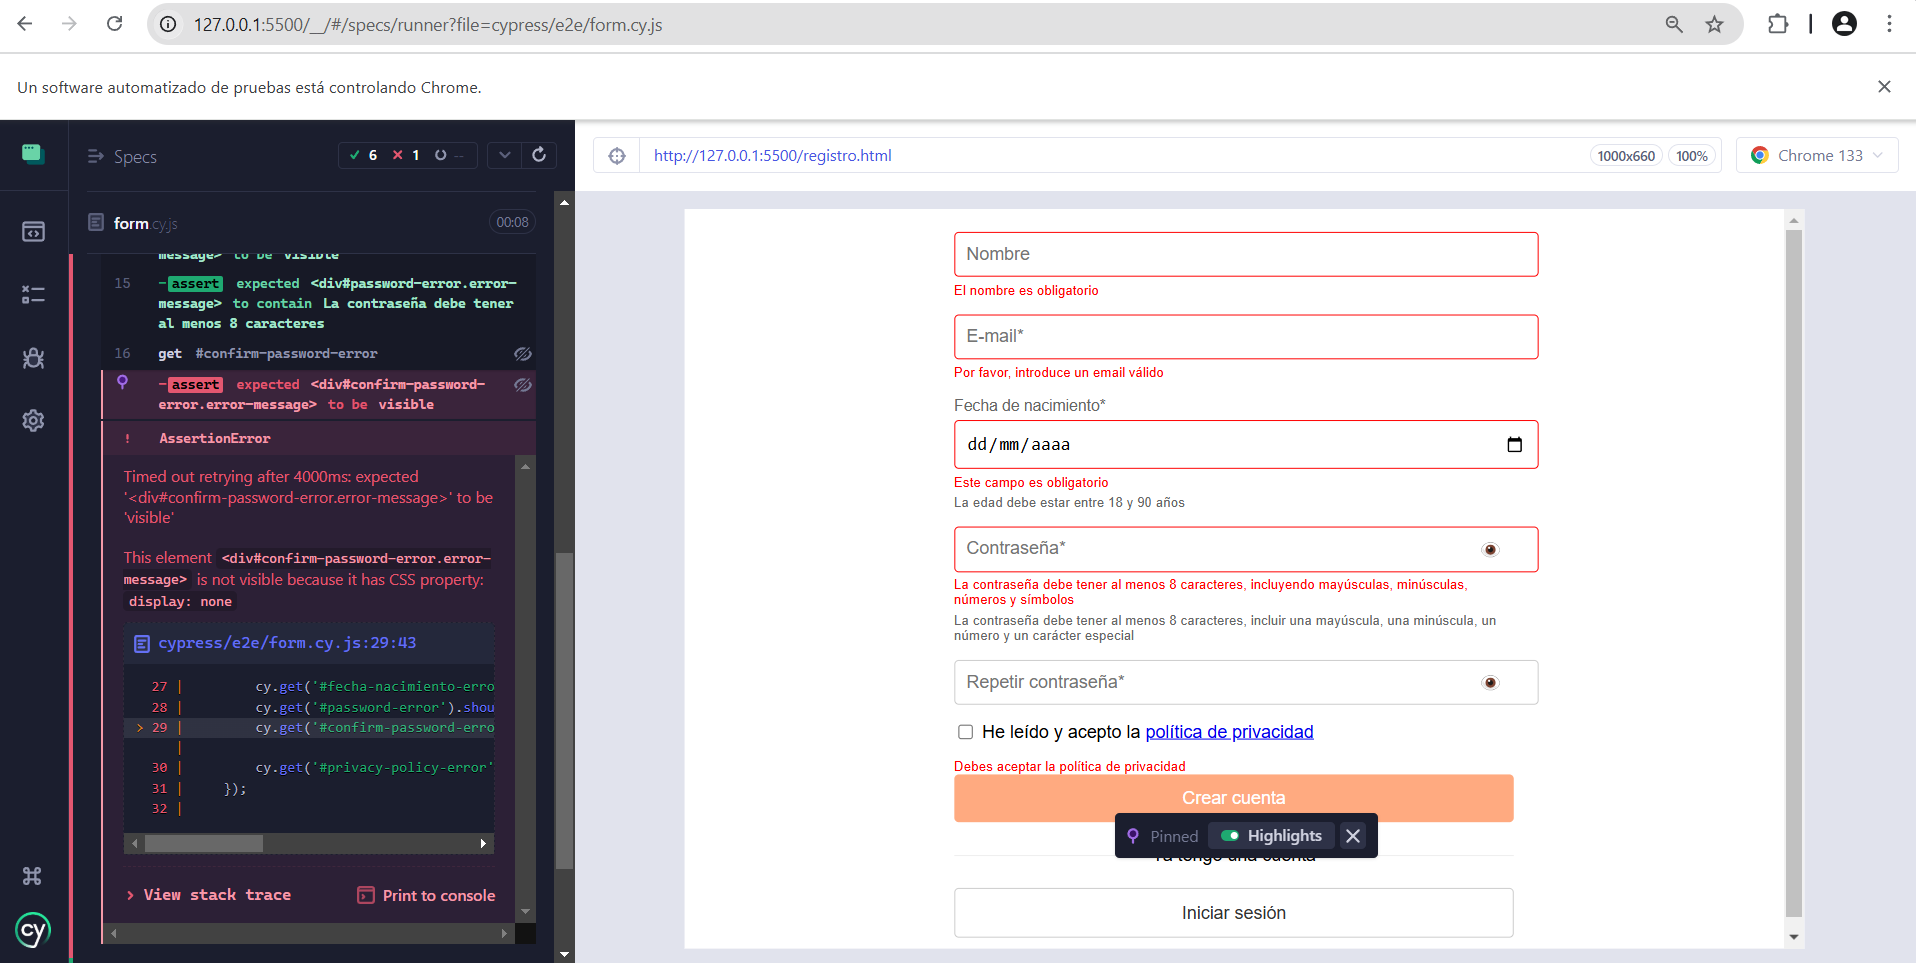 127.0.0.1:5500/__/#/specs/runner?file=cypress/e2e/form.cy.js
Un software automatizado de pruebas está controlando Chrome.
Specs
6
1
--
form.cy.js
00:08
message> to be visible
15
-assert expected <div#password-error.error-
message> to contain La contraseña debe tener
al menos 8 caracteres
16
get #confirm-password-error
-assert expected <div#confirm-password-
error.error-message> to be visible
! AssertionError
Timed out retrying after 4000ms: expected
'<div#confirm-password-error.error-message>' to be
'visible'
This element <div#confirm-password-error.error-
message> is not visible because it has CSS property:
display: none
cypress/e2e/form.cy.js:29:43
27 | cy.get('#fecha-nacimiento-erro
28 | cy.get('#password-error').shou
> 29 | cy.get('#confirm-password-erro
|
30 | cy.get('#privacy-policy-error'
31 | });
32 |
> View stack trace
Print to console
cy
http://127.0.0.1:5500/registro.html
1000x660
100%
Chrome 133
Nombre
El nombre es obligatorio
E-mail*
Por favor, introduce un email válido
Fecha de nacimiento*
dd/mm/aaaa
Este campo es obligatorio
La edad debe estar entre 18 y 90 años
Contraseña*
La contraseña debe tener al menos 8 caracteres, incluyendo mayúsculas, minúsculas,
números y símbolos
La contraseña debe tener al menos 8 caracteres, incluir una mayúscula, una minúscula, un
número y un carácter especial
Repetir contraseña*
He leído y acepto la política de privacidad
Debes aceptar la política de privacidad
Crear cuenta
Pinned
Highlights
Ya tengo una cuenta
Iniciar sesión